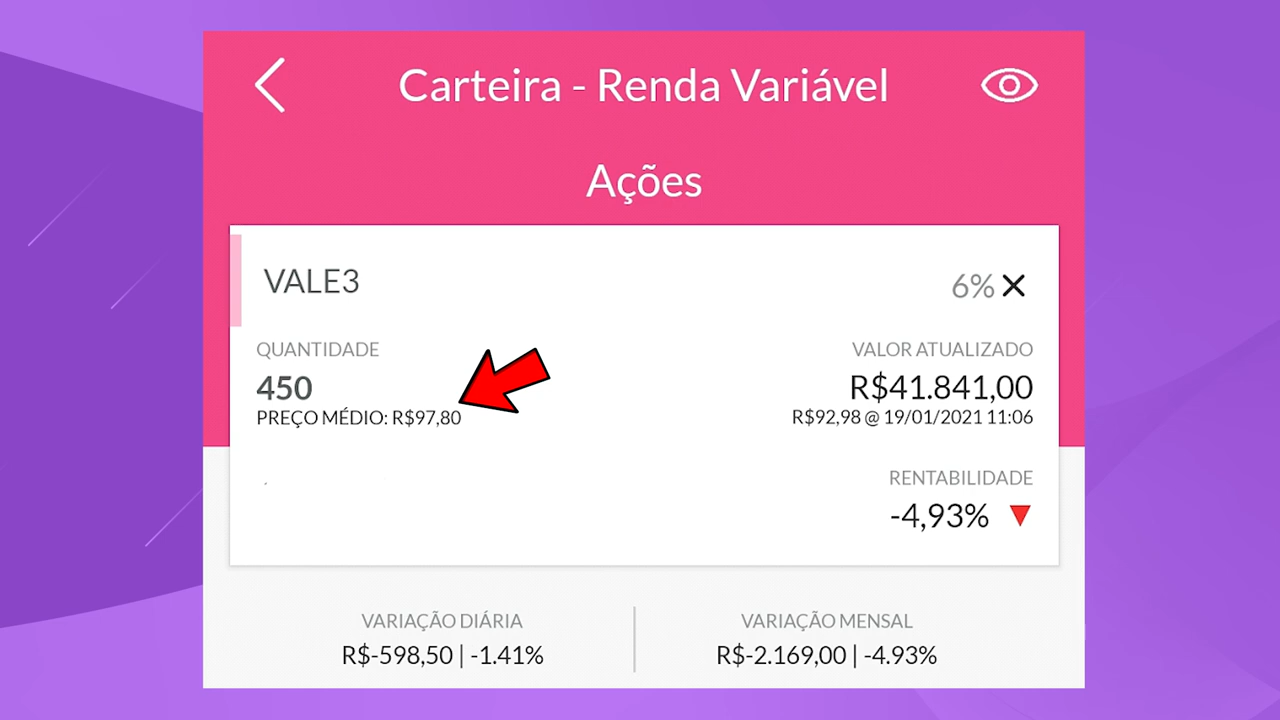 Carteira - Renda Variável
Ações
VALE3
6%
QUANTIDADE
450
PREÇO MÉDIO: R$97,80
VALOR ATUALIZADO
R$41.841,00
R$92,98 @ 19/01/2021 11:06
RENTABILIDADE
-4,93%
VARIAÇÃO DIÁRIA
R$-598,50 | -1.41%
VARIAÇÃO MENSAL
R$-2.169,00 | -4.93%